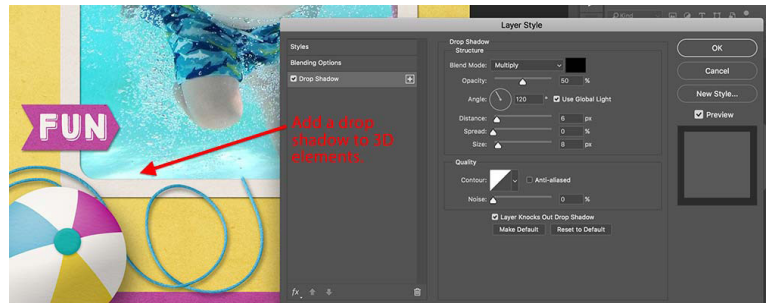 Kind
Layer Style
FUN
Add a drop
shadow to 3D
elements.
Styles
Blending Options
Drop Shadow
fx
Drop Shadow
Structure
Blend Mode: Multiply
Opacity: 50 %
Angle: 120 ° Use Global Light
Distance: 6 px
Spread: 0 %
Size: 8 px
Quality
Contour: Anti-aliased
Noise: 0 %
Layer Knocks Out Drop Shadow
Make Default Reset to Default
OK
Cancel
New Style...
Preview